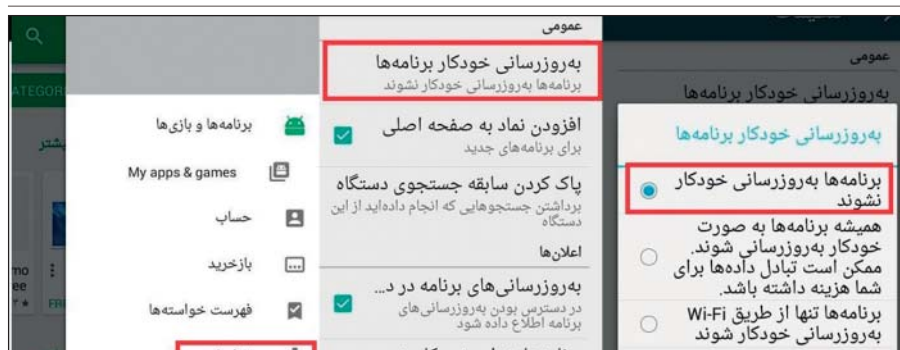 ATEGORI
یشتر
mo
ee
FRE
برنامه‌ها و بازی‌ها
My apps & games
حساب
بازخرید
فهرست خواسته‌ها
عمومی
به‌روزرسانی خودکار برنامه‌ها
برنامه‌ها به‌روزرسانی خودکار نشوند
افزودن نماد به صفحه اصلی
برای برنامه‌های جدید
پاک کردن سابقه جستجوی دستگاه
برداشتن جستجوهایی که انجام داده‌اید از این
دستگاه
اعلان‌ها
به‌روزرسانی‌های برنامه در د...
در دسترس بودن به‌روزرسانی‌های
برنامه اطلاع داده شود
عمومی
به‌روزرسانی خودکار برنامه‌ها
به‌روزرسانی خودکار برنامه‌ها
برنامه‌ها به‌روزرسانی خودکار
نشوند
همیشه برنامه‌ها به صورت
خودکار به‌روزرسانی شوند.
ممکن است تبادل داده‌ها برای
شما هزینه داشته باشد.
برنامه‌ها تنها از طریق Wi-Fi
به‌روزرسانی خودکار شوند